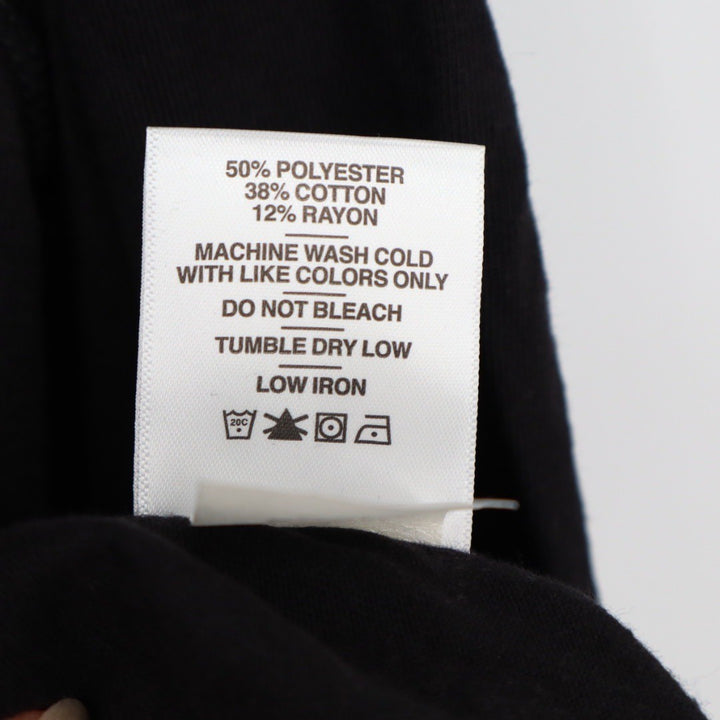 50% POLYESTER
38% COTTON
12% RAYON
MACHINE WASH COLD
WITH LIKE COLORS ONLY
DO NOT BLEACH
TUMBLE DRY LOW
LOW IRON
20C